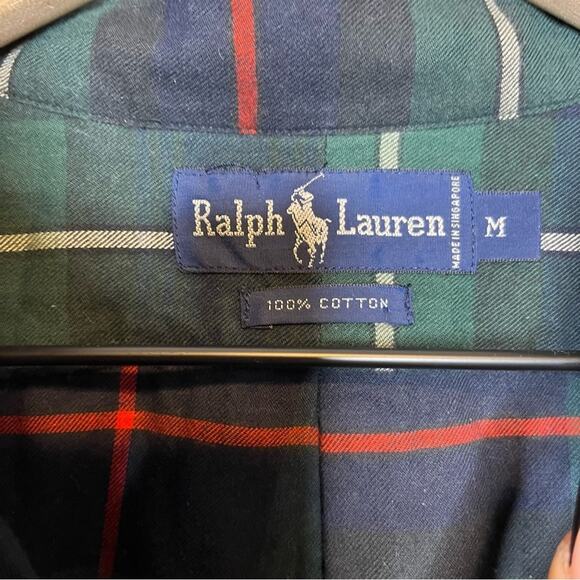 Ralph Lauren
MADE IN SINGAPORE
M
100% COTTON